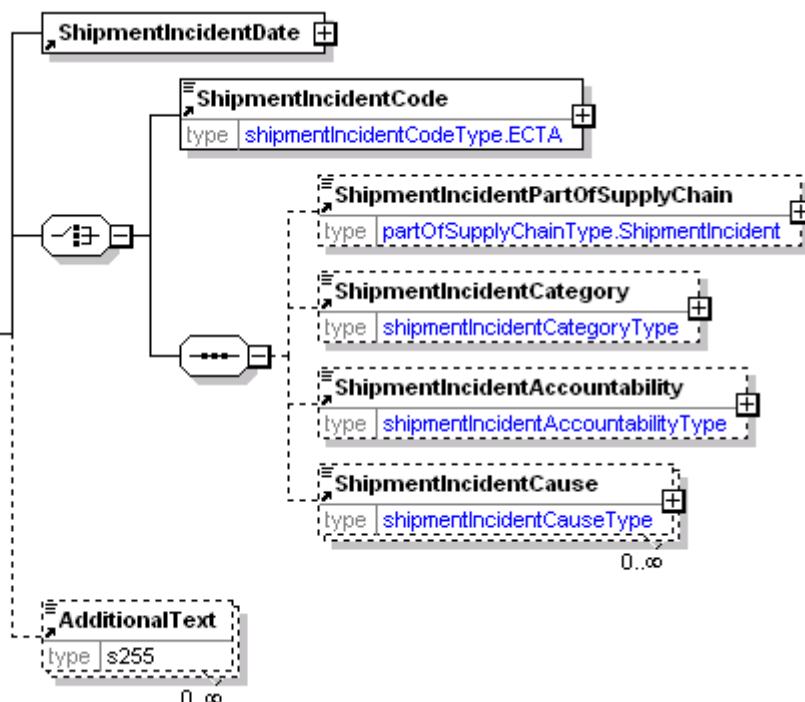 ShipmentIncidentDate
ShipmentIncidentCode
type shipmentIncidentCodeType.ECTA
ShipmentIncidentPartOfSupplyChain
type partOfSupplyChainType.ShipmentIncident
ShipmentIncidentCategory
type shipmentIncidentCategoryType
ShipmentIncidentAccountability
type shipmentIncidentAccountabilityType
ShipmentIncidentCause
type shipmentIncidentCauseType
0..∞
AdditionalText
type s255
0..∞